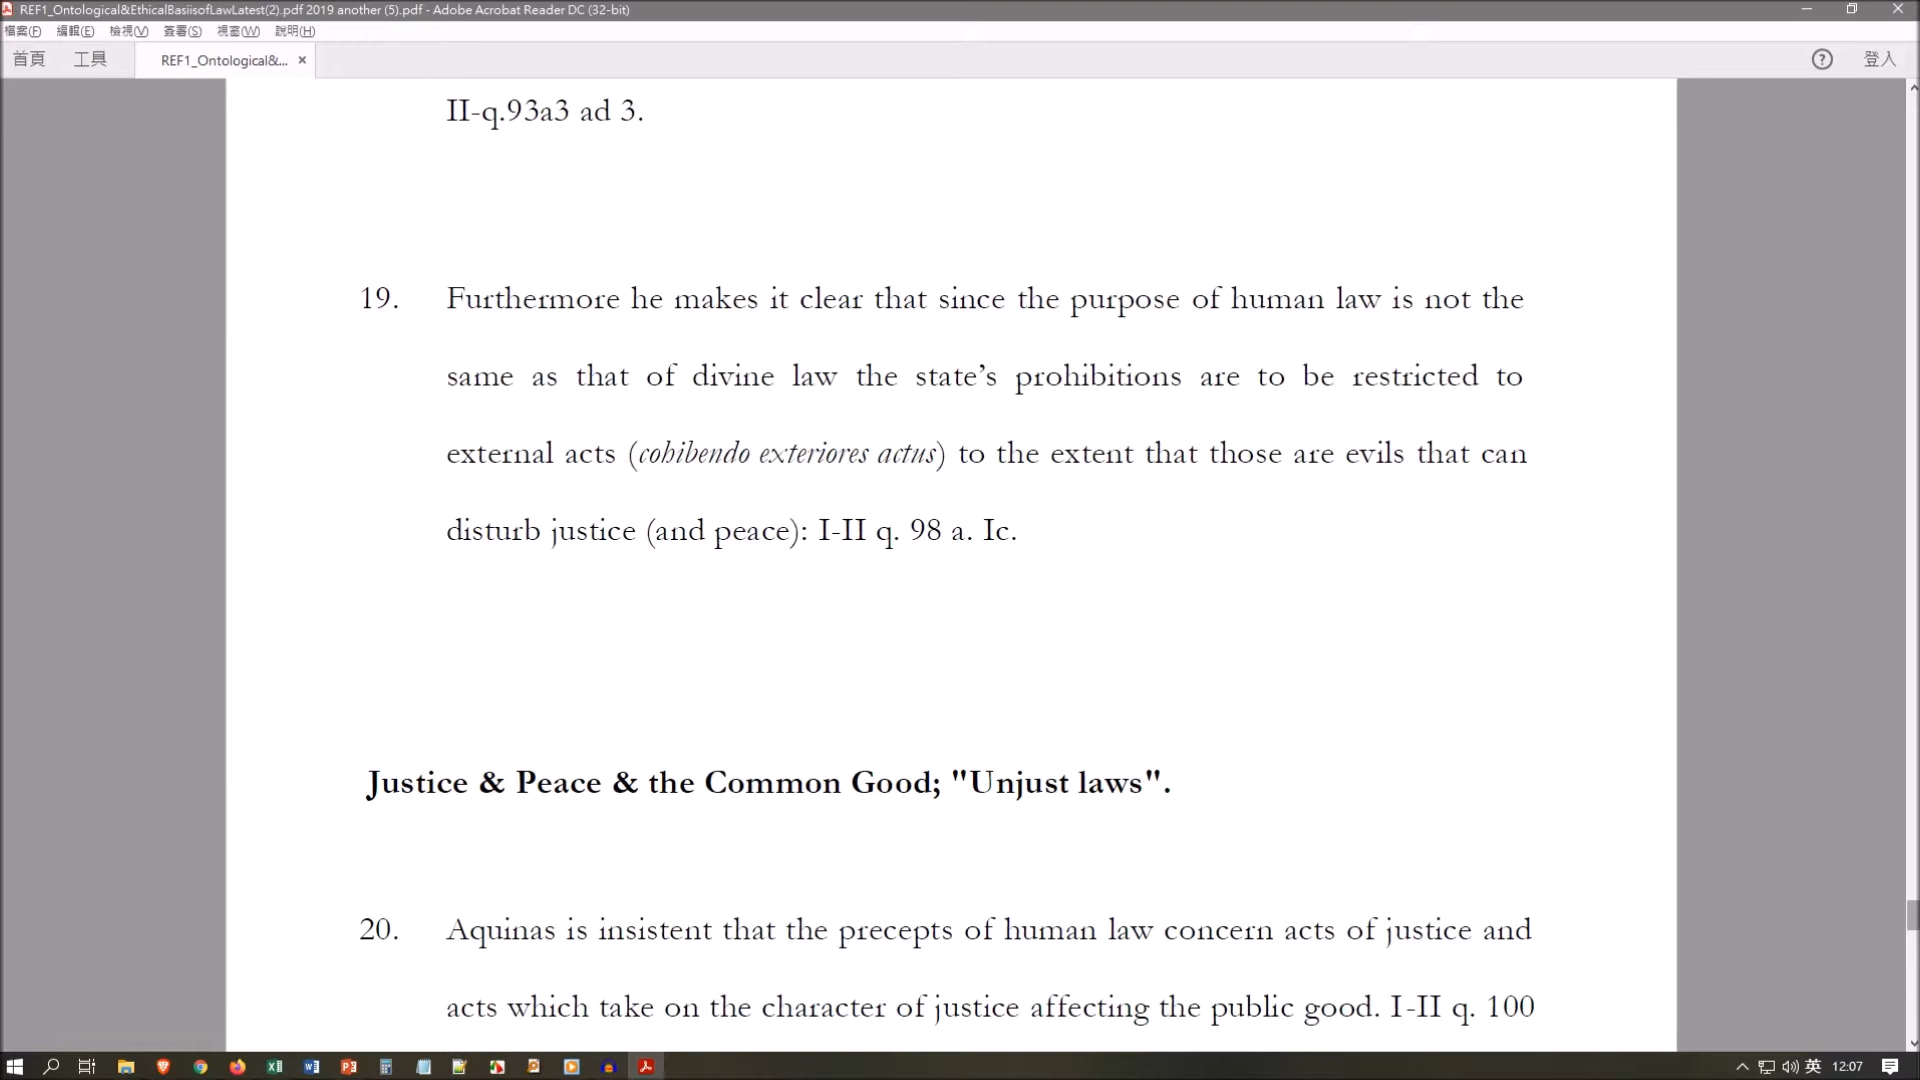 REF1_Ontological&EthicalBasiisofLawLatest(2).pdf 2019 another (5).pdf - Adobe Acrobat Reader DC (32-bit)
檔案(F) 編輯(E) 檢視(V) 簽署(S) 視窗(W) 說明(H)
首頁 工具 REF1_Ontological&... × ? 登入
II-q.93a3 ad 3.
19. Furthermore he makes it clear that since the purpose of human law is not the
same as that of divine law the state’s prohibitions are to be restricted to
external acts (cohibendo exteriores actus) to the extent that those are evils that can
disturb justice (and peace): I-II q. 98 a. Ic.
Justice & Peace & the Common Good; "Unjust laws".
20. Aquinas is insistent that the precepts of human law concern acts of justice and
acts which take on the character of justice affecting the public good. I-II q. 100
英 12:07